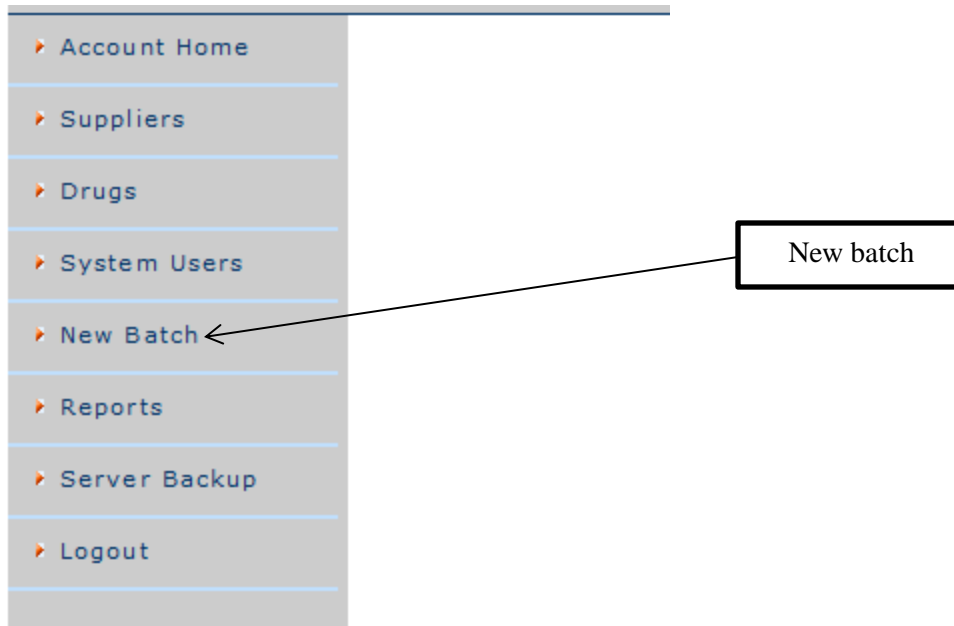 Account Home
Suppliers
Drugs
System Users
New Batch
Reports
Server Backup
Logout
New batch